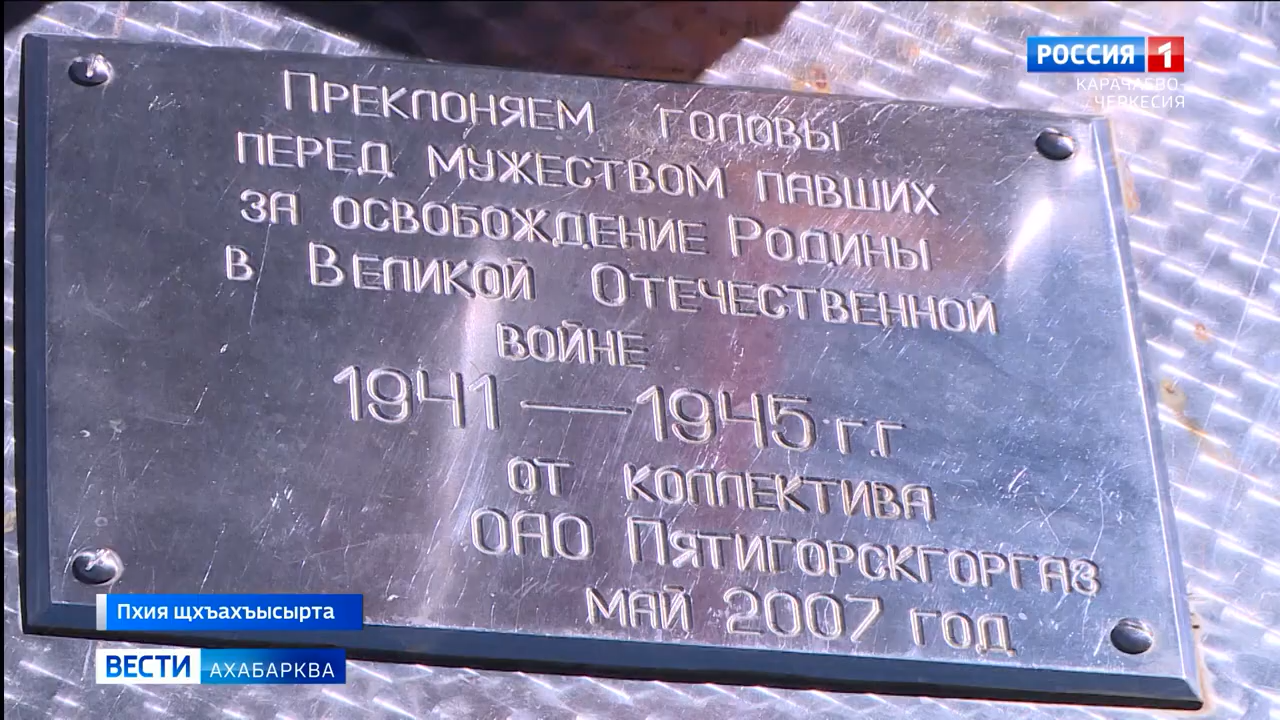 РОССИЯ 1
КАРАЧАЕВО-
ЧЕРКЕСИЯ
Преклоняем головы
перед мужеством павших
за освобождение Родины
в Великой Отечественной
войне
1941 — 1945 г.г
от коллектива
ОАО Пятигорскгоргаз
май 2007 год
Пхия щхъахъысырта
ВЕСТИ АХАБАРКВА